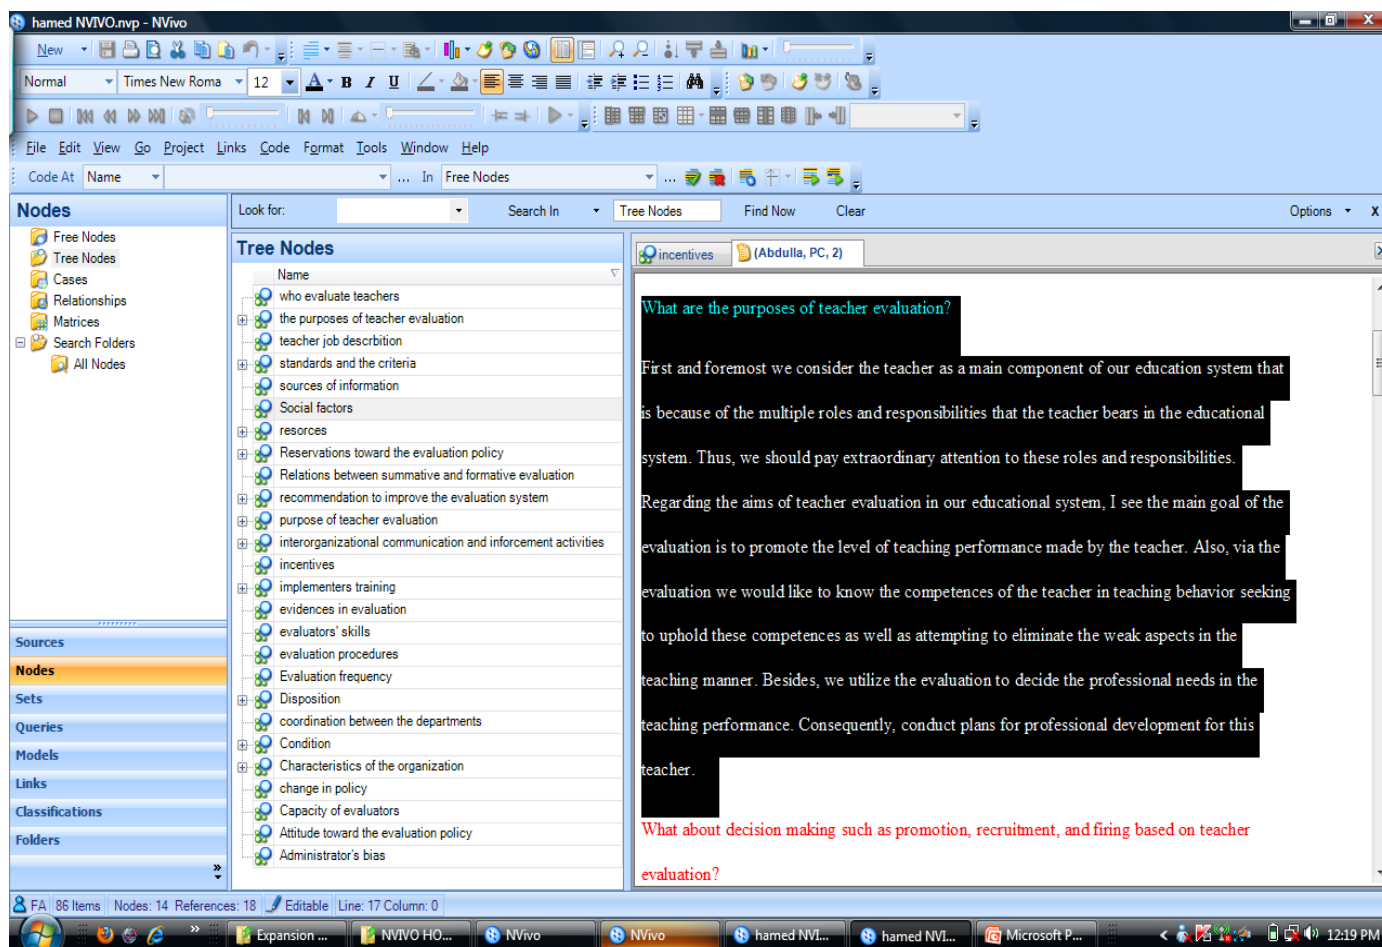 hamed NVIVO.nvp - NVivo
New
Normal Times New Roma 12 A B I U
File Edit View Go Project Links Code Format Tools Window Help
Code At Name ... In Free Nodes ...
Nodes
Look for: Search In Tree Nodes Find Now Clear Options x
Free Nodes
Tree Nodes
Cases
Relationships
Matrices
Search Folders
All Nodes
Sources
Nodes
Sets
Queries
Models
Links
Classifications
Folders
»
Tree Nodes
Name
who evaluate teachers
the purposes of teacher evaluation
teacher job descrbition
standards and the criteria
sources of information
Social factors
resorces
Reservations toward the evaluation policy
Relations between summative and formative evaluation
recommendation to improve the evaluation system
purpose of teacher evaluation
interorganizational communication and inforcement activities
incentives
implementers training
evidences in evaluation
evaluators' skills
evaluation procedures
Evaluation frequency
Disposition
coordination between the departments
Condition
Characteristics of the organization
change in policy
Capacity of evaluators
Attitude toward the evaluation policy
Administrator's bias
incentives (Abdulla, PC, 2)
What are the purposes of teacher evaluation?
First and foremost we consider the teacher as a main component of our education system that
is because of the multiple roles and responsibilities that the teacher bears in the educational
system. Thus, we should pay extraordinary attention to these roles and responsibilities.
Regarding the aims of teacher evaluation in our educational system, I see the main goal of the
evaluation is to promote the level of teaching performance made by the teacher. Also, via the
evaluation we would like to know the competences of the teacher in teaching behavior seeking
to uphold these competences as well as attempting to eliminate the weak aspects in the
teaching manner. Besides, we utilize the evaluation to decide the professional needs in the
teaching performance. Consequently, conduct plans for professional development for this
teacher.
What about decision making such as promotion, recruitment, and firing based on teacher
evaluation?
FA 86 Items Nodes: 14 References: 18 Editable Line: 17 Column: 0
» Expansion ... NVIVO HO... NVivo NVivo hamed NVI... hamed NVI... Microsoft P... < 12:19 PM